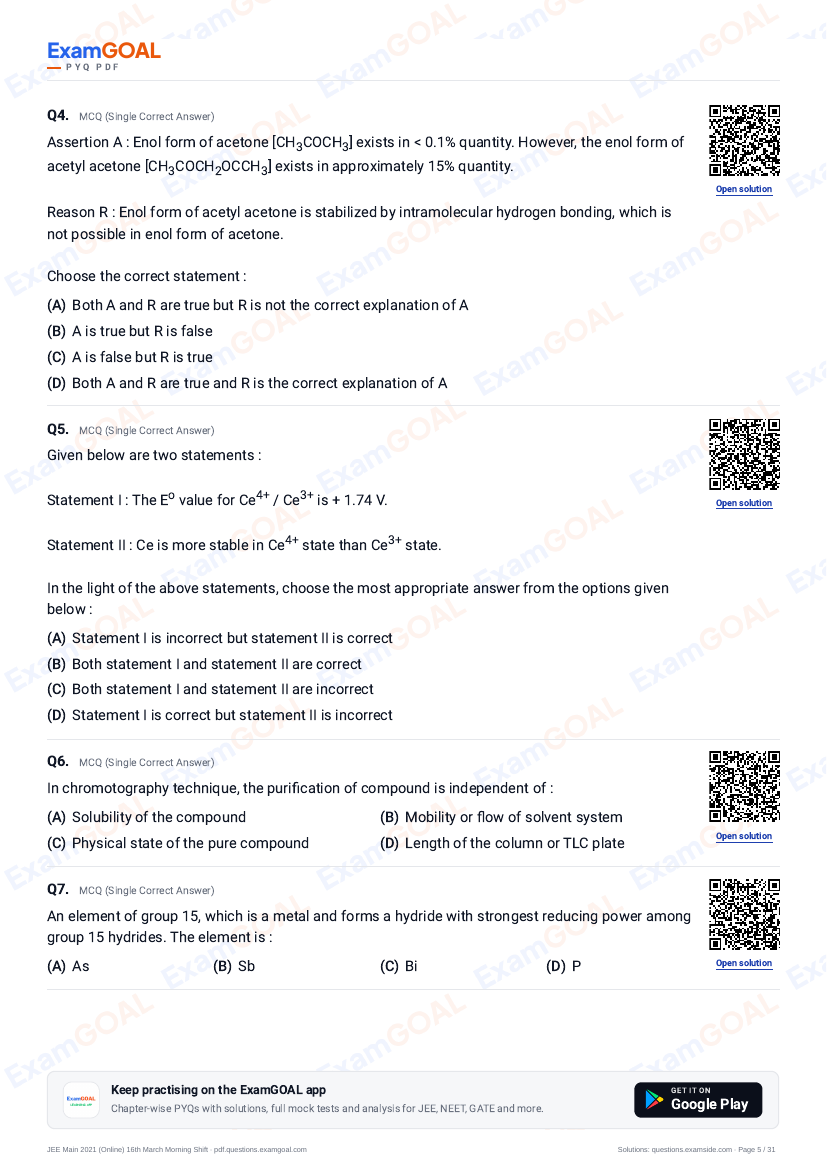 ExamGOAL
PYQ PDF
Q4. MCQ (Single Correct Answer)
Assertion A : Enol form of acetone [CH₃COCH₃] exists in < 0.1% quantity. However, the enol form of
acetyl acetone [CH₃COCH₂OCCH₃] exists in approximately 15% quantity.
Open solution
Reason R : Enol form of acetyl acetone is stabilized by intramolecular hydrogen bonding, which is
not possible in enol form of acetone.
Choose the correct statement :
(A) Both A and R are true but R is not the correct explanation of A
(B) A is true but R is false
(C) A is false but R is true
(D) Both A and R are true and R is the correct explanation of A
Q5. MCQ (Single Correct Answer)
Given below are two statements :
Statement I : The E⁰ value for Ce⁴⁺ / Ce³⁺ is + 1.74 V.
Open solution
Statement II : Ce is more stable in Ce⁴⁺ state than Ce³⁺ state.
In the light of the above statements, choose the most appropriate answer from the options given
below :
(A) Statement I is incorrect but statement II is correct
(B) Both statement I and statement II are correct
(C) Both statement I and statement II are incorrect
(D) Statement I is correct but statement II is incorrect
Q6. MCQ (Single Correct Answer)
In chromotography technique, the purification of compound is independent of :
(A) Solubility of the compound (B) Mobility or flow of solvent system
(C) Physical state of the pure compound (D) Length of the column or TLC plate
Open solution
Q7. MCQ (Single Correct Answer)
An element of group 15, which is a metal and forms a hydride with strongest reducing power among
group 15 hydrides. The element is :
(A) As (B) Sb (C) Bi (D) P
Open solution
Keep practising on the ExamGOAL app
Chapter-wise PYQs with solutions, full mock tests and analysis for JEE, NEET, GATE and more.
GET IT ON
Google Play
JEE Main 2021 (Online) 16th March Morning Shift · pdf.questions.examgoal.com
Solutions: questions.examside.com · Page 5 / 31